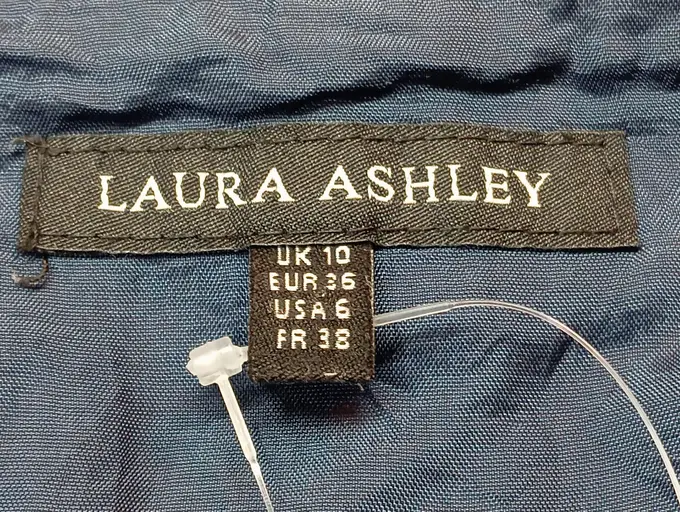 LAURA ASHLEY
UK 10
EUR 36
USA 6
FR 38